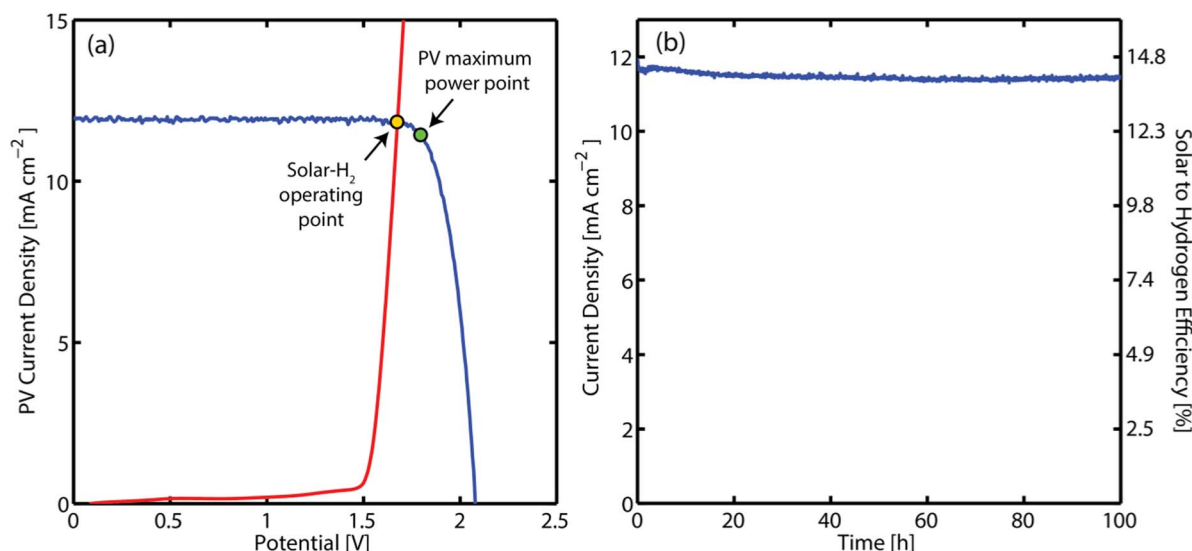 (a)
PV maximum
power point
Solar-H₂
operating
point
15
10
5
0
PV Current Density [mA cm⁻²]
0
0.5
1
1.5
2
2.5
Potential [V]
(b)
12
10
8
6
4
2
0
Current Density [mA cm⁻²]
14.8
12.3
9.8
7.4
4.9
2.5
Solar to Hydrogen Efficiency [%]
0
20
40
60
80
100
Time [h]